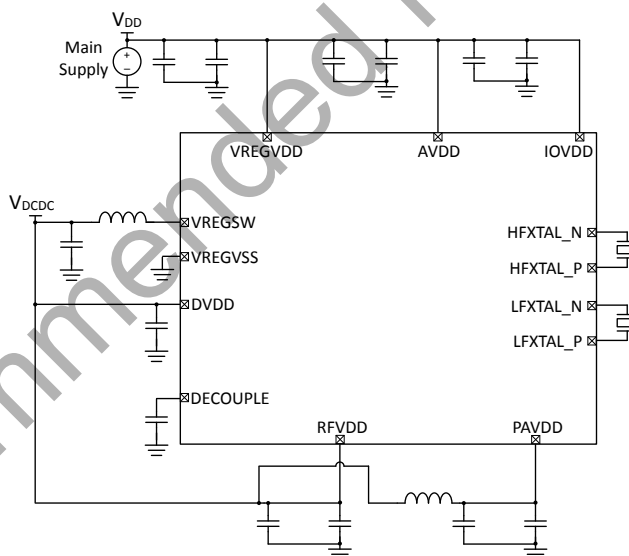 VDD
Main
Supply
VREGVDD
AVDD
IOVDD
VDCDC
VREGSW
VREGVSS
DVDD
DECOUPLE
HFXTAL_N
HFXTAL_P
LFXTAL_N
LFXTAL_P
RFVDD
PAVDD